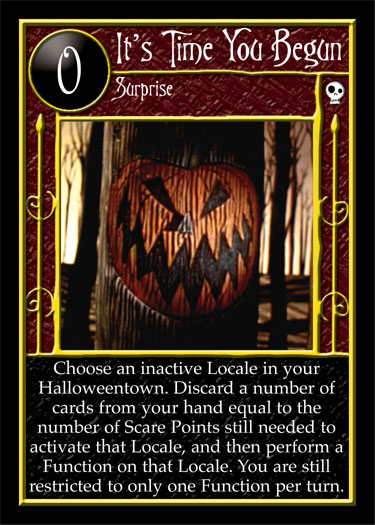 0
It's Time You Begun
Surprise
Choose an inactive Locale in your
Halloweentown. Discard a number of
cards from your hand equal to the
number of Scare Points still needed to
activate that Locale, and then perform a
Function on that Locale. You are still
restricted to only one Function per turn.